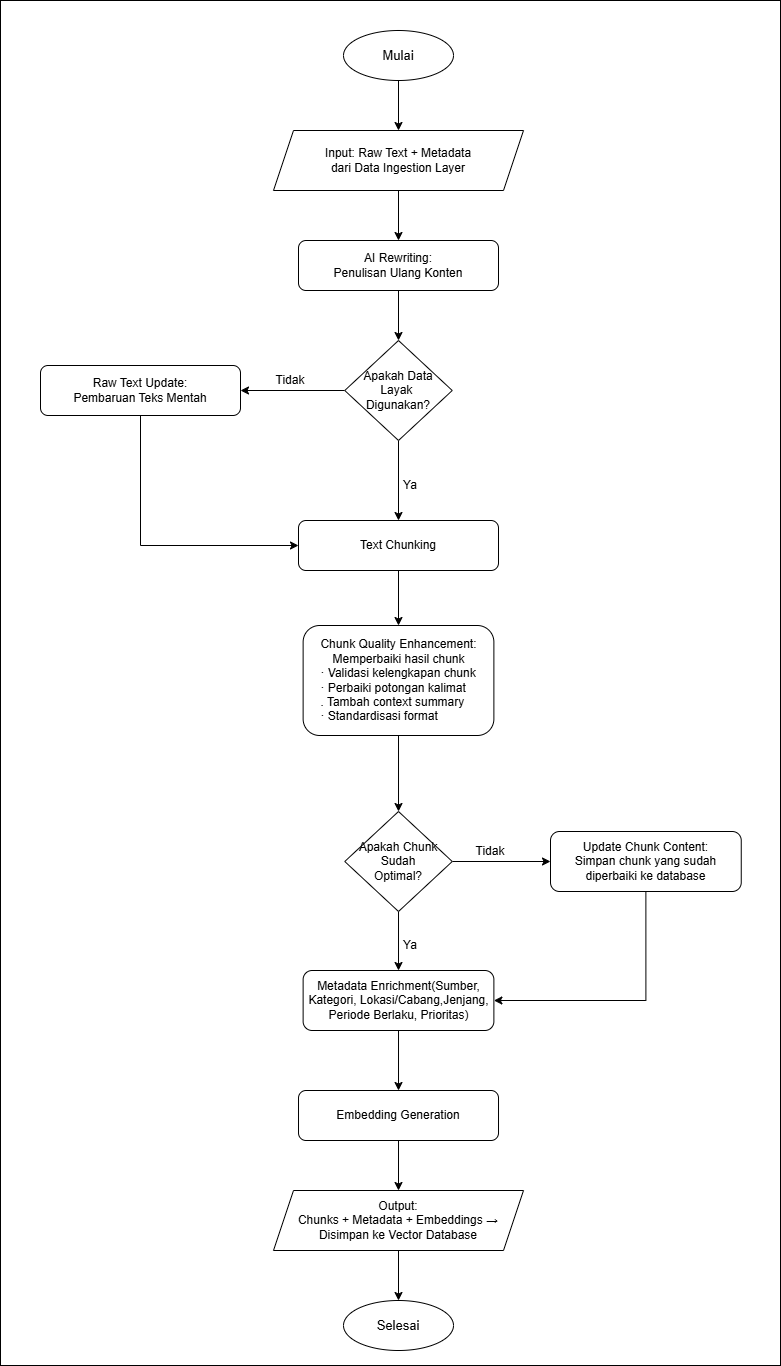 Mulai
Input: Raw Text + Metadata
dari Data Ingestion Layer
AI Rewriting:
Penulisan Ulang Konten
Apakah Data
Layak
Digunakan?
Tidak
Raw Text Update:
Pembaruan Teks Mentah
Ya
Text Chunking
Chunk Quality Enhancement:
Memperbaiki hasil chunk
· Validasi kelengkapan chunk
· Perbaiki potongan kalimat
. Tambah context summary
· Standardisasi format
Apakah Chunk
Sudah
Optimal?
Tidak
Update Chunk Content:
Simpan chunk yang sudah
diperbaiki ke database
Ya
Metadata Enrichment(Sumber,
Kategori, Lokasi/Cabang,Jenjang,
Periode Berlaku, Prioritas)
Embedding Generation
Output:
Chunks + Metadata + Embeddings →
Disimpan ke Vector Database
Selesai